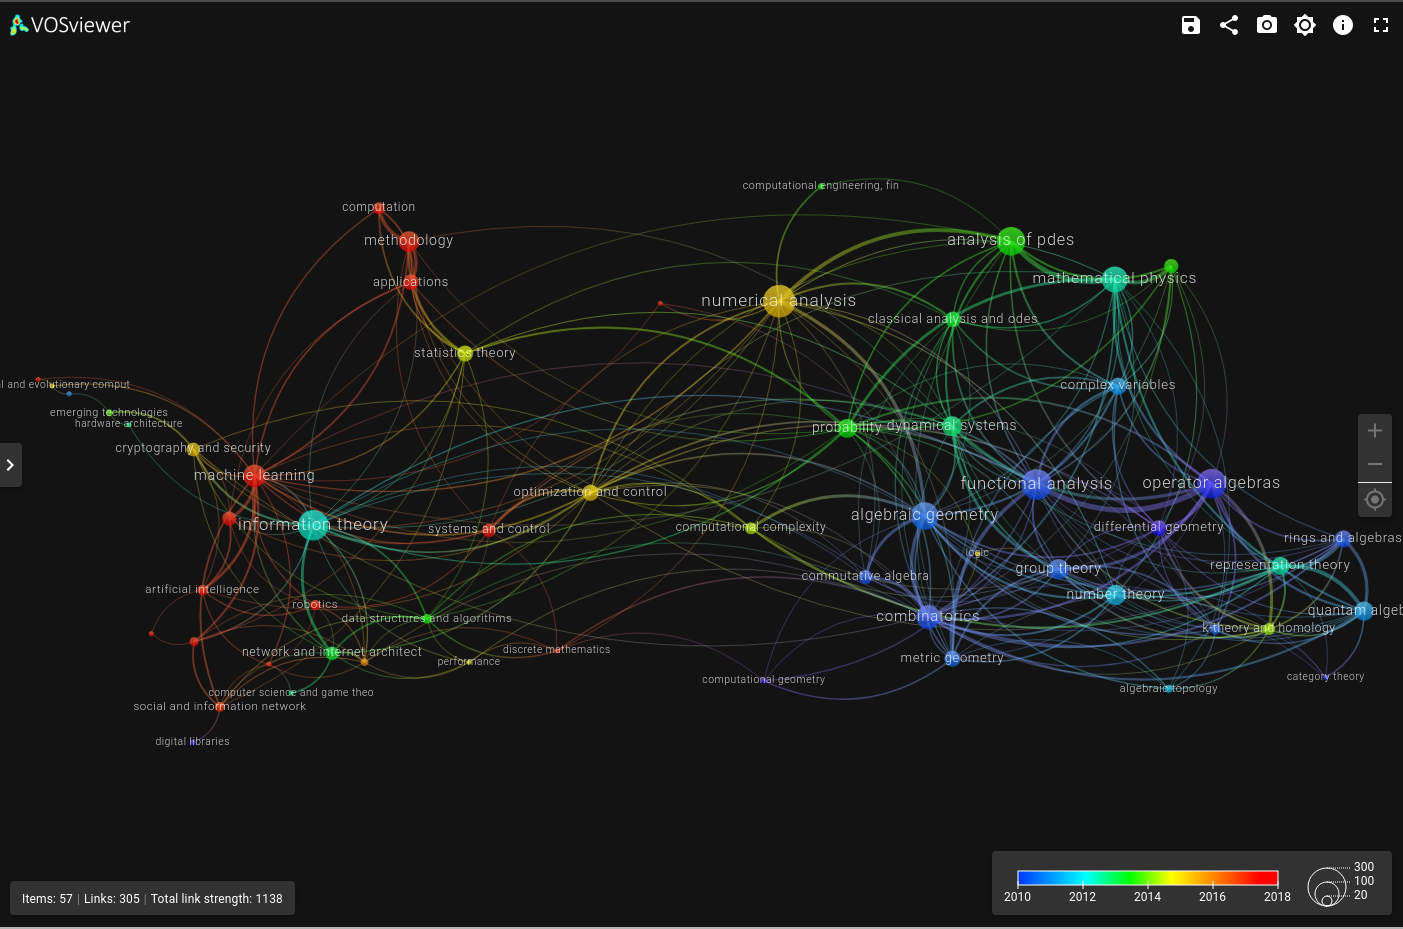 VOSviewer
computational engineering, fin
computation
methodology
analysis of pdes
applications
mathematical physics
numerical analysis
classical analysis and odes
statistics theory
l and evolutionary comput
complex variables
emerging technologies
hardware architecture
probability
dynamical systems
cryptography and security
machine learning
functional analysis
operator algebras
optimization and control
algebraic geometry
information theory
systems and control
computational complexity
differential geometry
rings and algebras
logic
representation theory
group theory
commutative algebra
artificial intelligence
number theory
robotics
quantam algeb
data structures and algorithms
combinatorics
k-theory and homology
network and internet architect
discrete mathematics
performance
metric geometry
category theory
computational geometry
algebraic topology
computer science and game theo
social and information network
digital libraries
Items: 57 | Links: 305 | Total link strength: 1138
2010 2012 2014 2016 2018
300
100
20